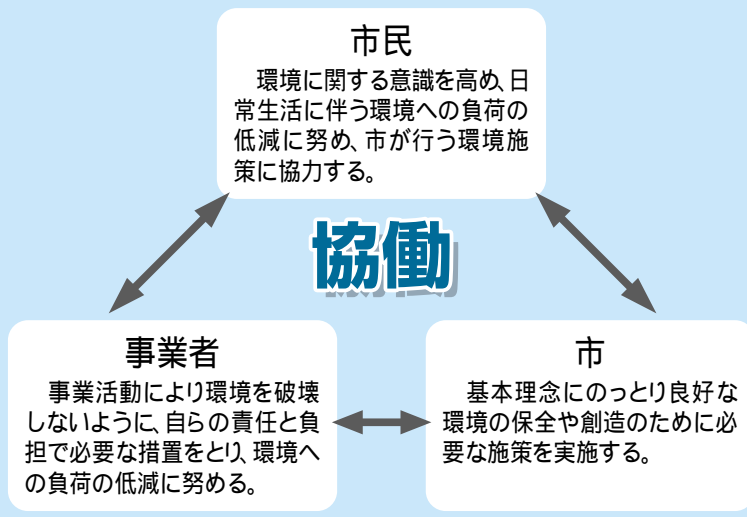 市民
環境に関する意識を高め、日
常生活に伴う環境への負荷の
低減に努め、市が行う環境施
策に協力する。
協働
事業者
事業活動により環境を破壊
しないように、自らの責任と負
担で必要な措置をとり、環境へ
の負荷の低減に努める。
市
基本理念にのっとり良好な
環境の保全や創造のために必
要な施策を実施する。